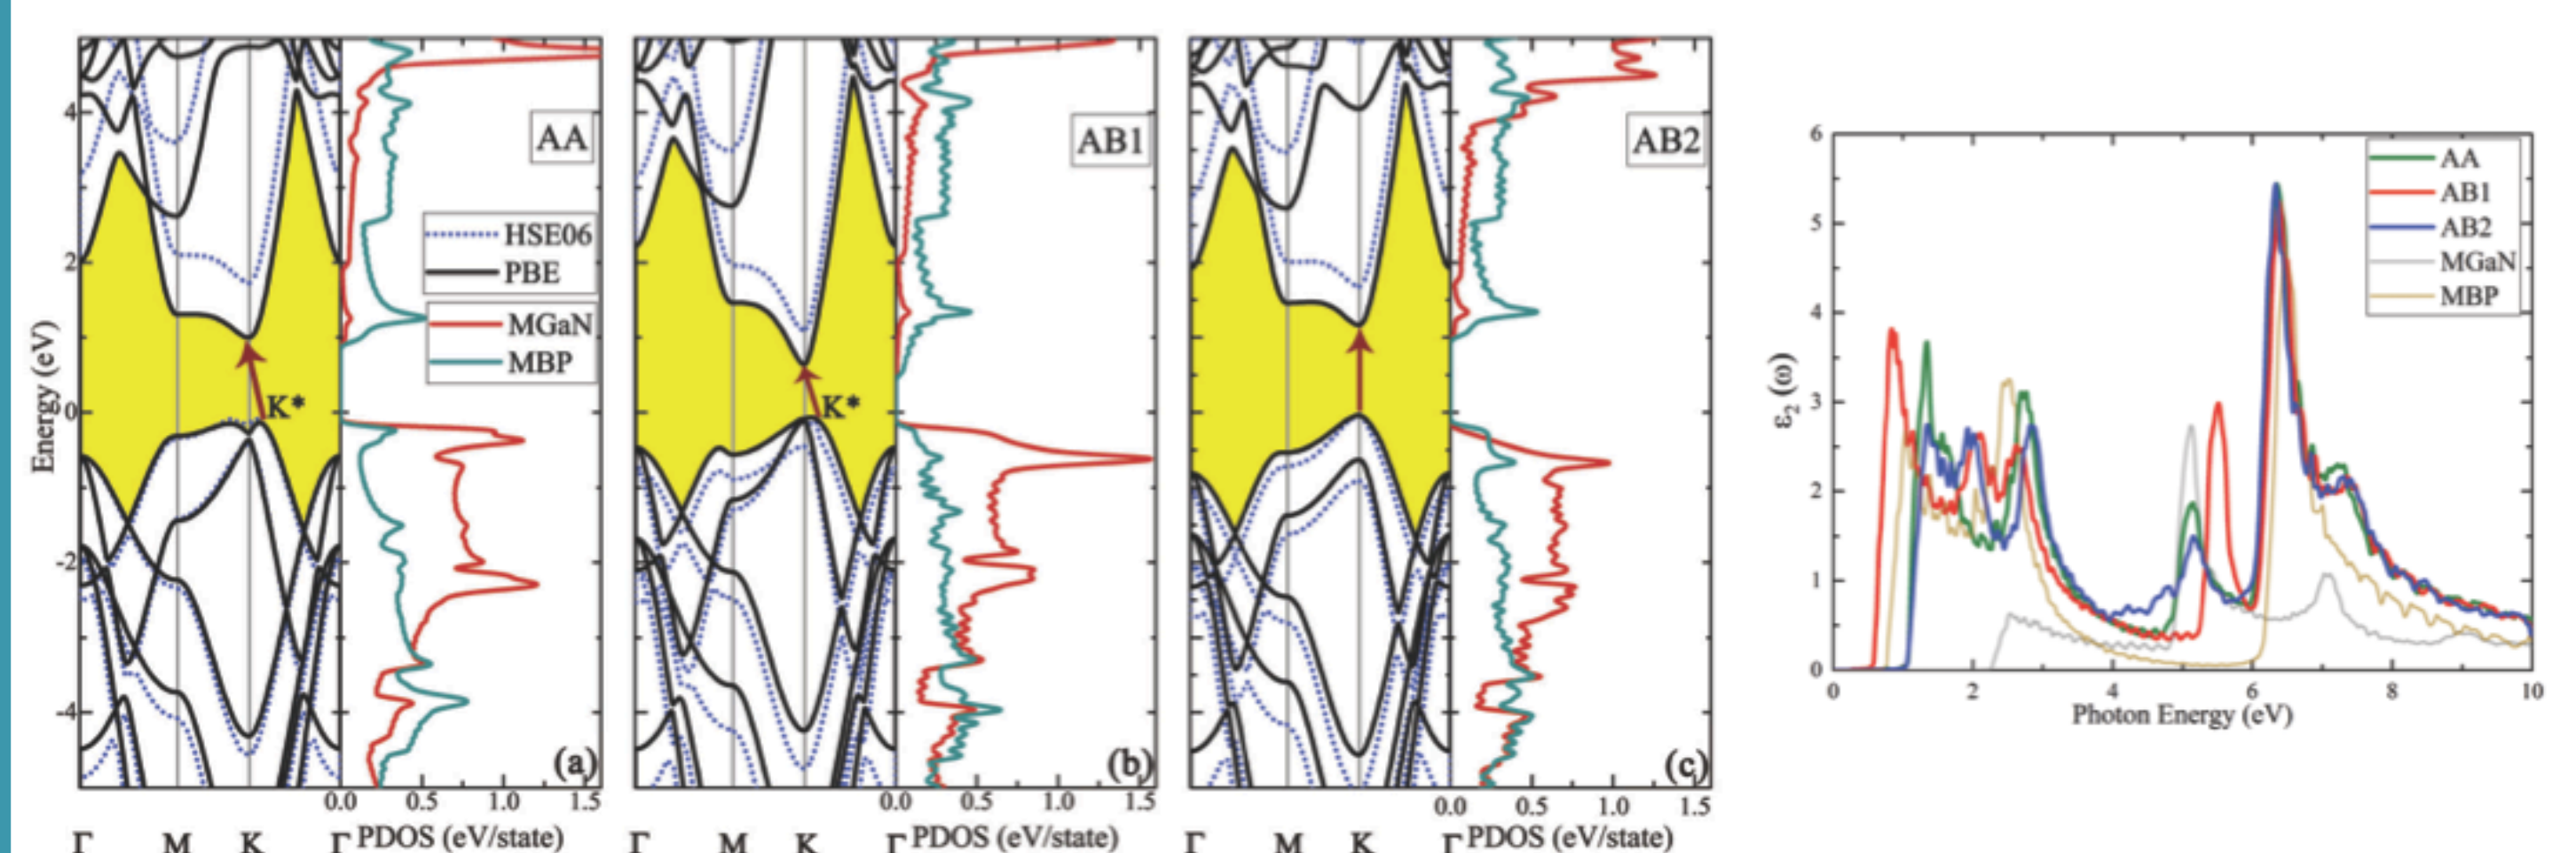 Energy (eV)
4
2
0
-2
-4
AA
HSE06
PBE
MGaN
MBP
K*
(a)
0.0 0.5 1.0 1.5
Γ M K Γ PDOS (eV/state)
AB1
K*
(b)
0.0 0.5 1.0 1.5
Γ M K Γ PDOS (eV/state)
AB2
(c)
0.0 0.5 1.0 1.5
Γ M K Γ PDOS (eV/state)
ε2 (ω)
6
5
4
3
2
1
0
AA
AB1
AB2
MGaN
MBP
0 2 4 6 8 10
Photon Energy (eV)